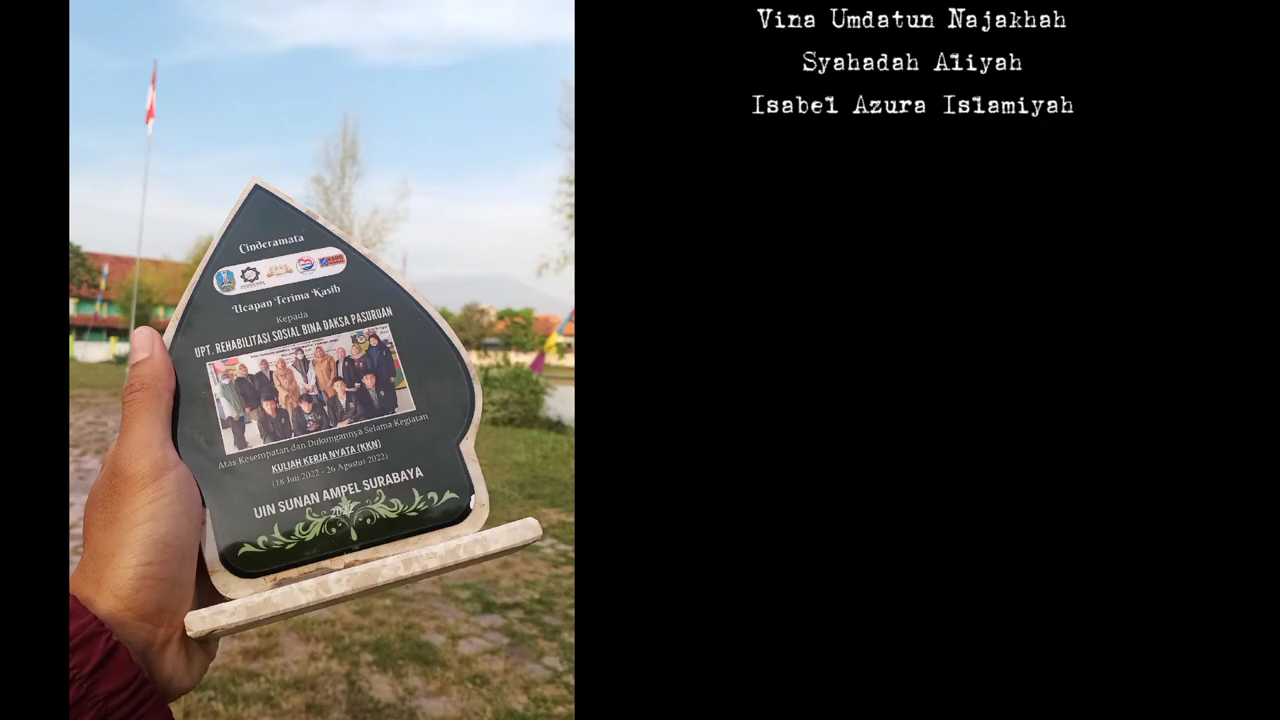 Vina Umdatun Najakhah
Syahadah Aliyah
Isabel Azura Islamiyah
Cinderamata
Ucapan Terima Kasih
Kepada
UPT. REHABILITASI SOSIAL BINA DAKSA PASURUAN
Atas Kesempatan dan Dukungannya Selama Kegiatan
KULIAH KERJA NYATA (KKN)
(18 Juli 2022 - 26 Agustus 2022)
UIN SUNAN AMPEL SURABAYA
2022